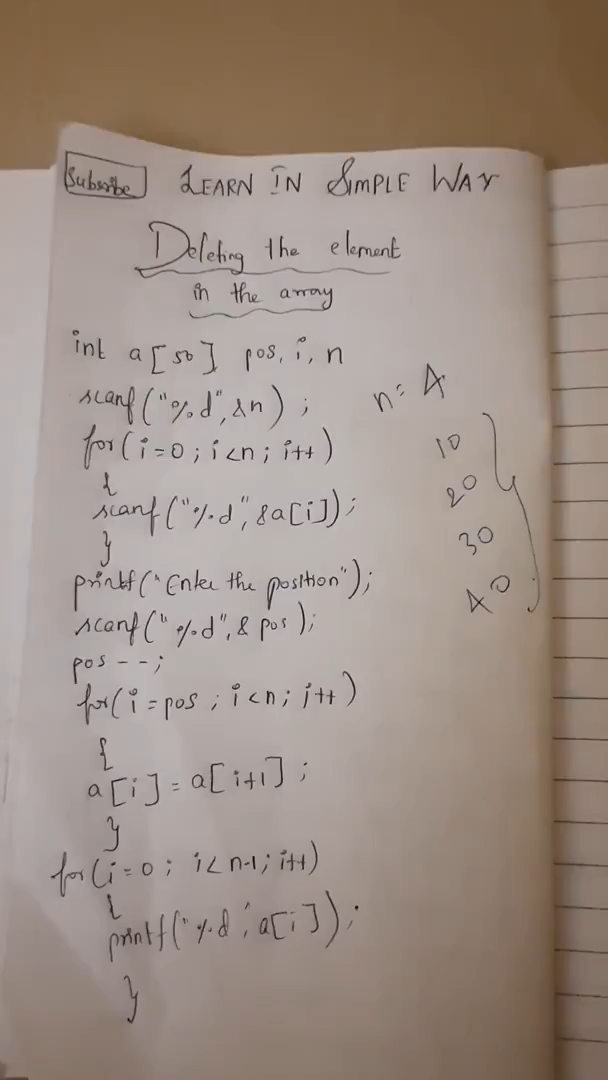 Subscribe LEARN IN SIMPLE WAY
Deleting the element
in the array
int a[50], pos, i, n
scanf("%d",&n);
n=4
for(i=0; i<n; i++)
10
{
20
scanf("%d",&a[i]);
30
}
40
printf("Enter the position");
scanf("%d",& pos);
pos--;
for(i=pos; i<n; i++)
{
a[i]=a[i+1];
}
for(i=0; i<n-1; i++)
{
printf("%d", a[i]);
}